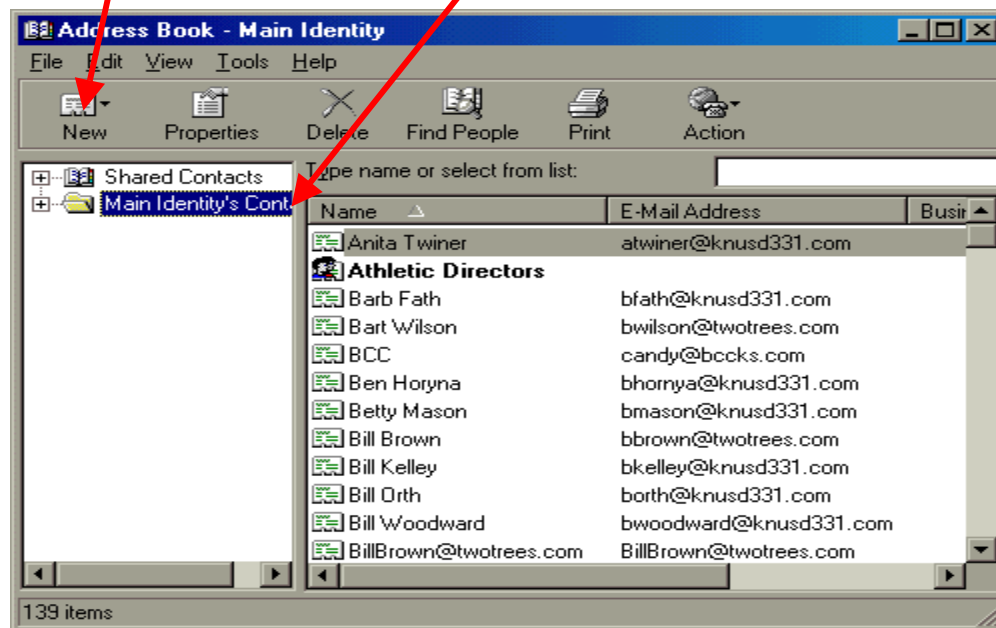 Address Book - Main Identity
File Edit View Tools Help
New Properties Delete Find People Print Action
Type name or select from list:
Shared Contacts
Main Identity's Cont
Name E-Mail Address Busin
Anita Twiner atwiner@knusd331.com
Athletic Directors
Barb Fath bfath@knusd331.com
Bart Wilson bwilson@twotrees.com
BCC candy@bccks.com
Ben Horyna bhornya@knusd331.com
Betty Mason bmason@knusd331.com
Bill Brown bbrown@twotrees.com
Bill Kelley bkelley@knusd331.com
Bill Orth borth@knusd331.com
Bill Woodward bwoodward@knusd331.com
BillBrown@twotrees.com BillBrown@twotrees.com
139 items